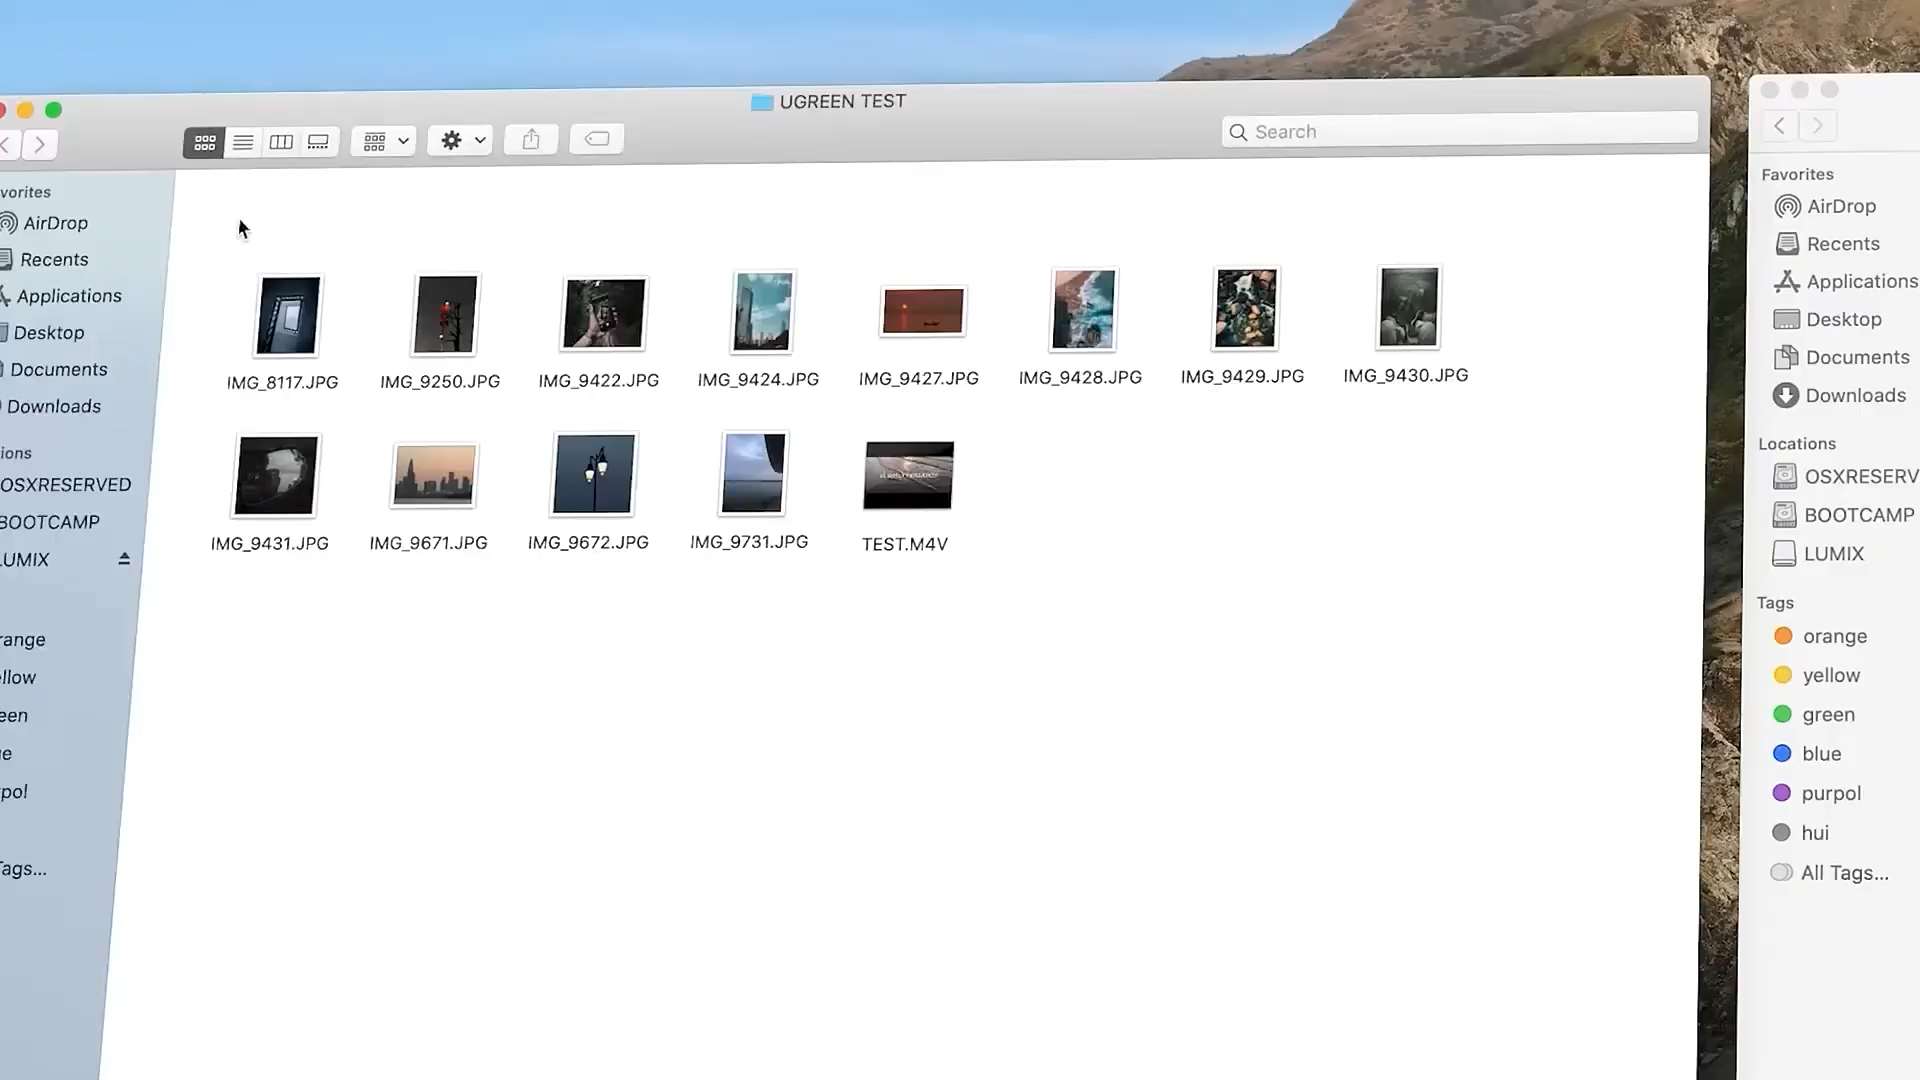 UGREEN TEST
Search
vorites
AirDrop
Recents
Applications
Desktop
Documents
Downloads
ions
OSXRESERVED
BOOTCAMP
LUMIX
range
llow
een
e
pol
Tags...
IMG_8117.JPG
IMG_9250.JPG
IMG_9422.JPG
IMG_9424.JPG
IMG_9427.JPG
IMG_9428.JPG
IMG_9429.JPG
IMG_9430.JPG
IMG_9431.JPG
IMG_9671.JPG
IMG_9672.JPG
IMG_9731.JPG
TEST.M4V
Favorites
AirDrop
Recents
Applications
Desktop
Documents
Downloads
Locations
OSXRESERV
BOOTCAMP
LUMIX
Tags
orange
yellow
green
blue
purpol
hui
All Tags...